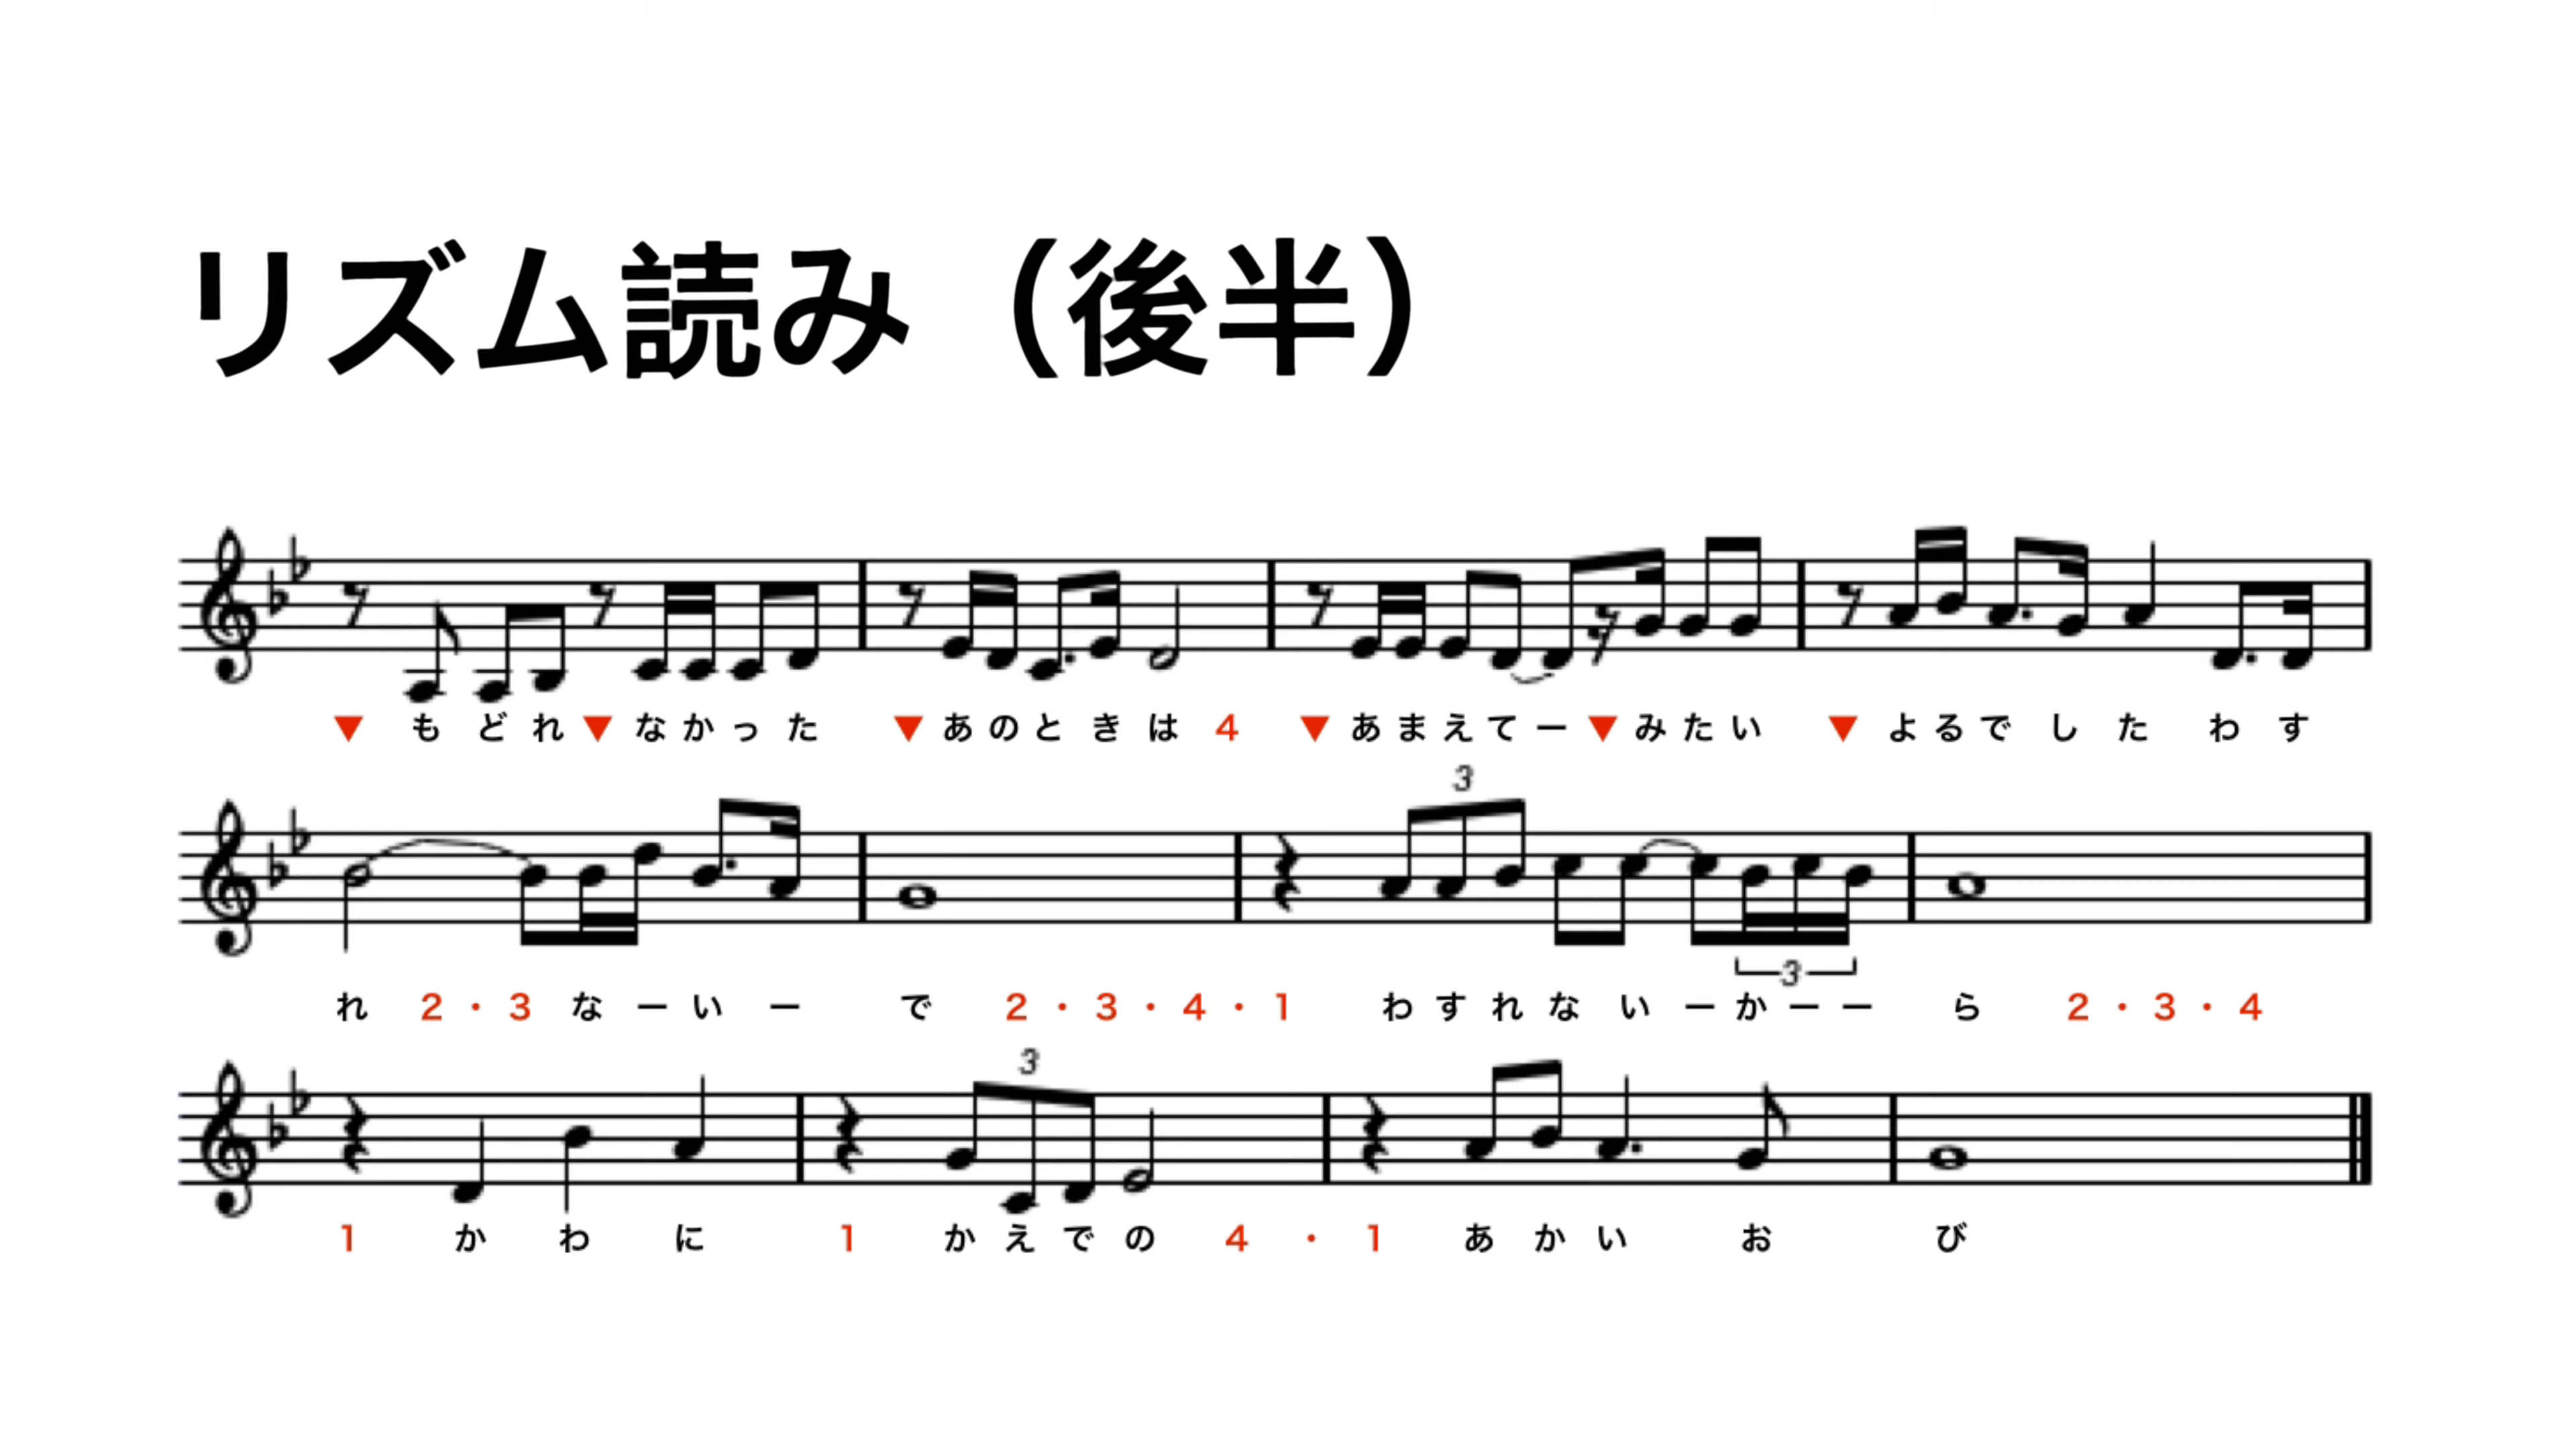 リズム読み（後半）
▼ もどれ ▼ なかった ▼ あのときは 4 ▼ あまえてー ▼ みたい ▼ よるでした わす
3
3
れ 2・3 なーいー で 2・3・4・1 わすれないーかーー ら 2・3・4
3
1 か わ に 1 かえでの 4・1 あかい お び